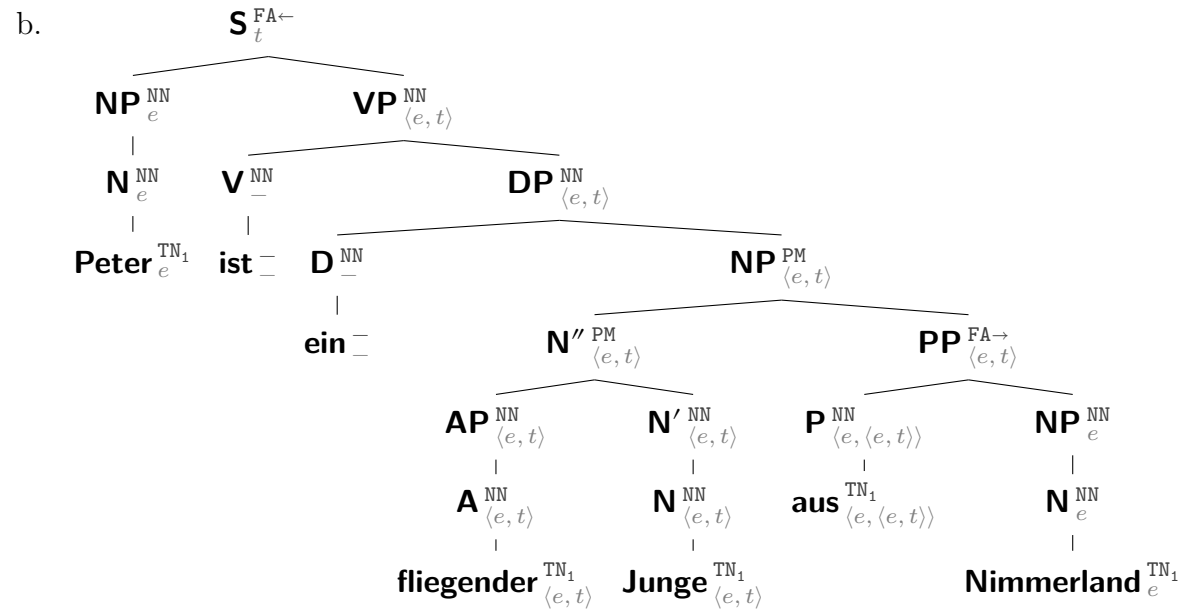 b.
S FA← t
NP NN e VP NN ⟨e, t⟩
N NN e V NN — DP NN ⟨e, t⟩
Peter TN₁ e ist — — D NN — NP PM ⟨e, t⟩
ein — — N″ PM ⟨e, t⟩ PP FA→ ⟨e, t⟩
AP NN ⟨e, t⟩ N′ NN ⟨e, t⟩ P NN ⟨e, ⟨e, t⟩⟩ NP NN e
A NN ⟨e, t⟩ N NN ⟨e, t⟩ aus TN₁ ⟨e, ⟨e, t⟩⟩ N NN e
fliegender TN₁ ⟨e, t⟩ Junge TN₁ ⟨e, t⟩ Nimmerland TN₁ e